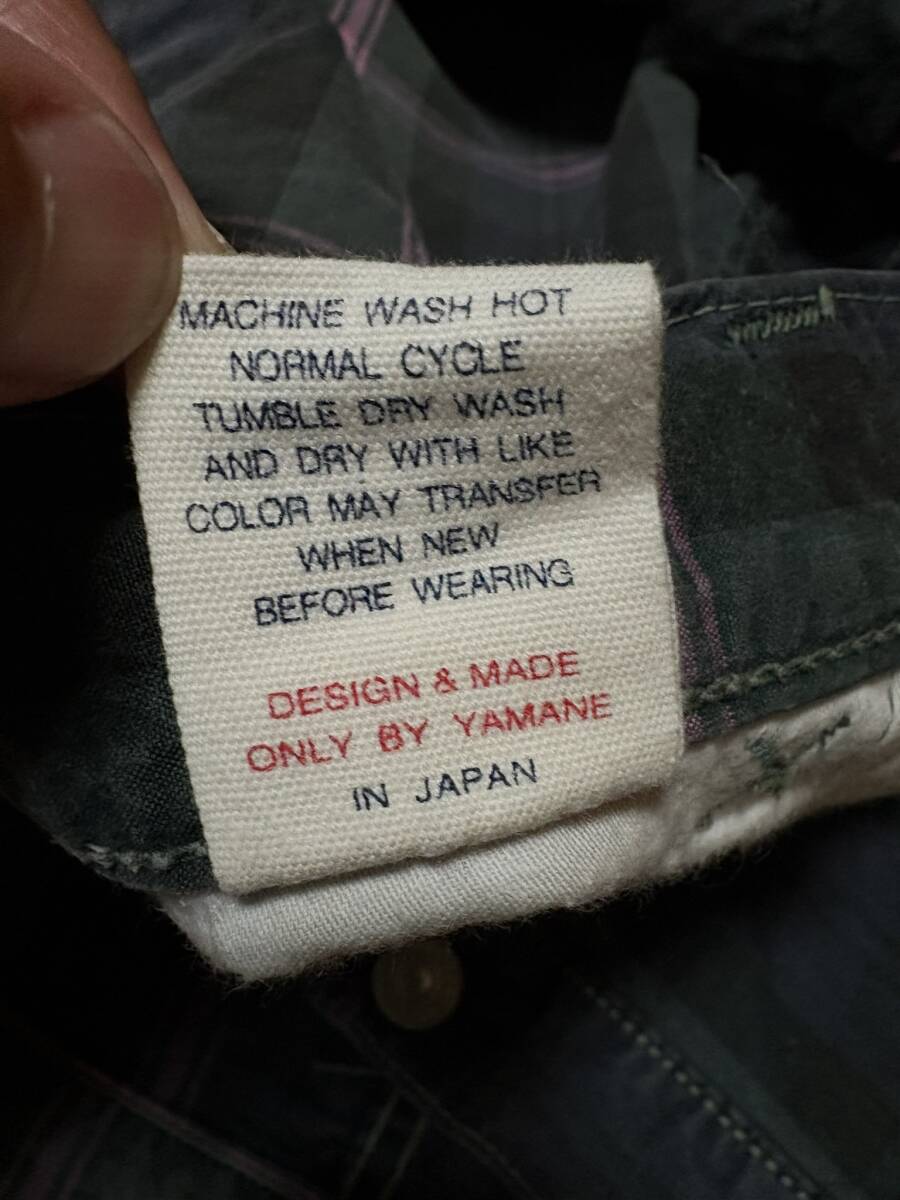 MACHINE WASH HOT
NORMAL CYCLE
TUMBLE DRY WASH
AND DRY WITH LIKE
COLOR MAY TRANSFER
WHEN NEW
BEFORE WEARING
DESIGN & MADE
ONLY BY YAMANE
IN JAPAN